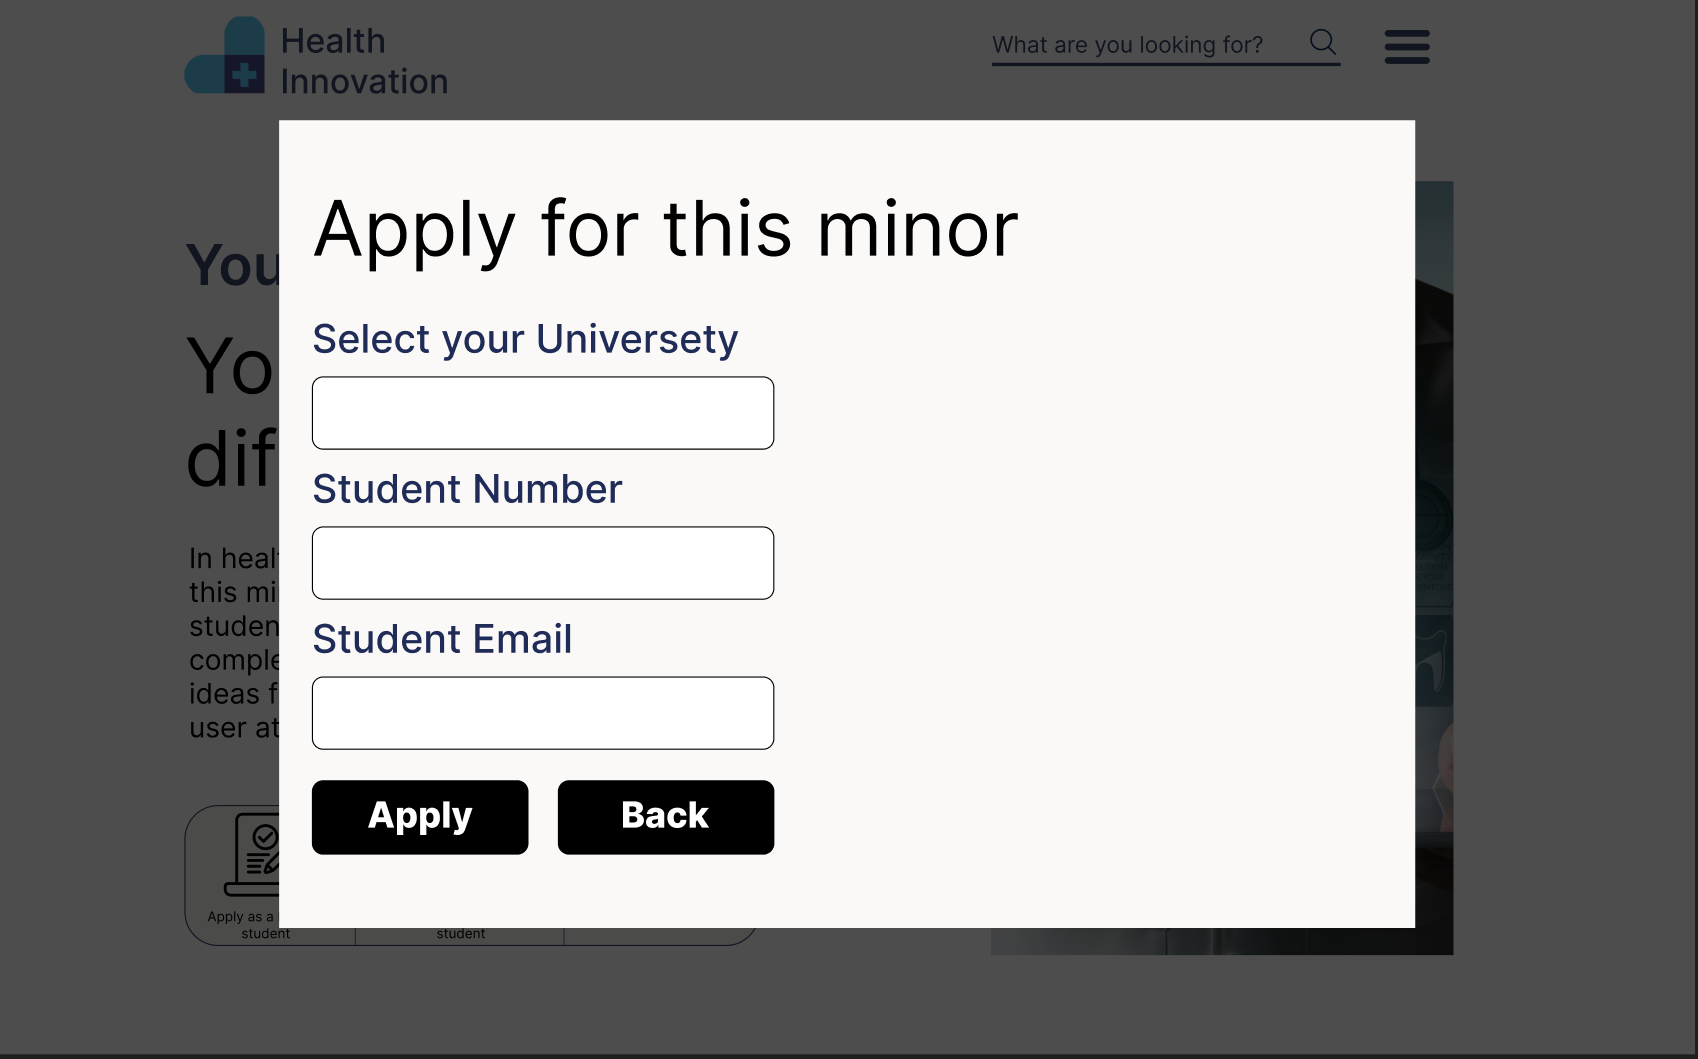 Health
Innovation
What are you looking for?
You
Yo
dif
Apply for this minor
Select your Universety
Student Number
Student Email
Apply
Back
In heal
this mi
studen
comple
ideas f
user at
Apply as a
student
student